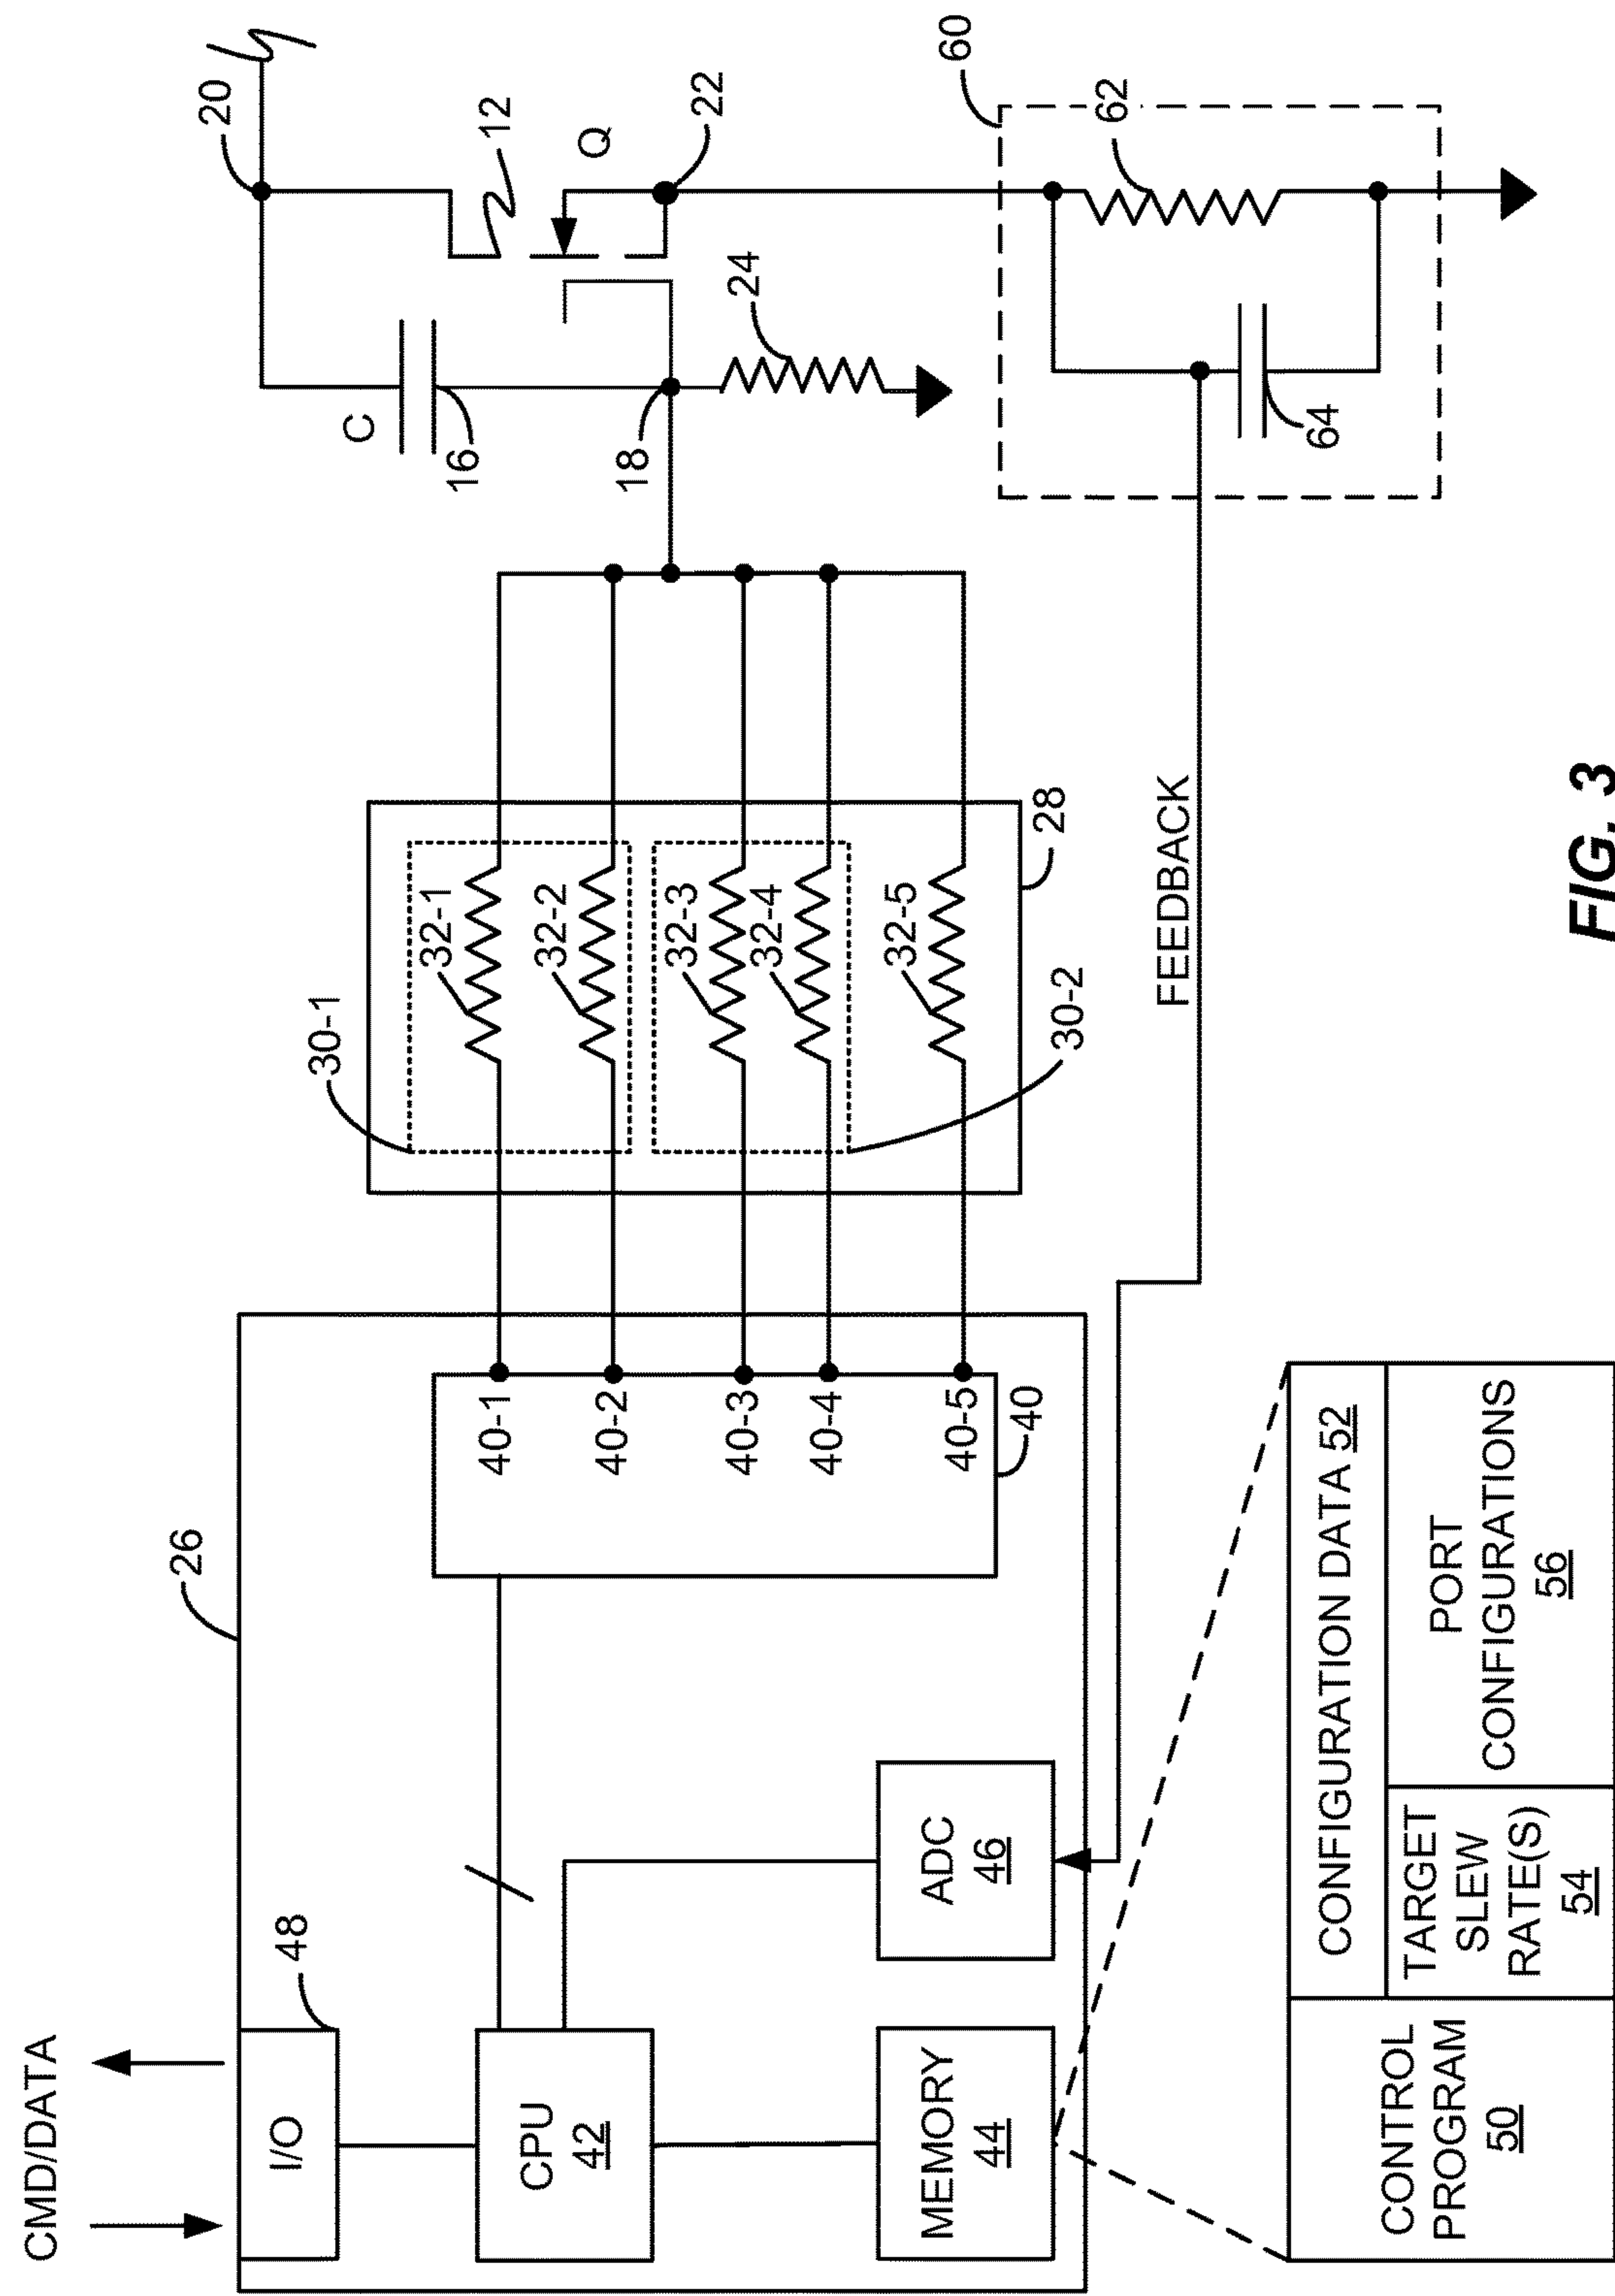 CMD/DATA
26
I/O
48
CPU
42
MEMORY
44
ADC
46
40-1
40-2
40-3
40-4
40-5
40
30-1
32-1
32-2
32-3
32-4
32-5
30-2
28
C
16
18
20
12
Q
22
24
60
62
64
FEEDBACK
CONTROL
PROGRAM
50
CONFIGURATION DATA 52
TARGET
SLEW
RATE(S)
54
PORT
CONFIGURATIONS
56
FIG. 3